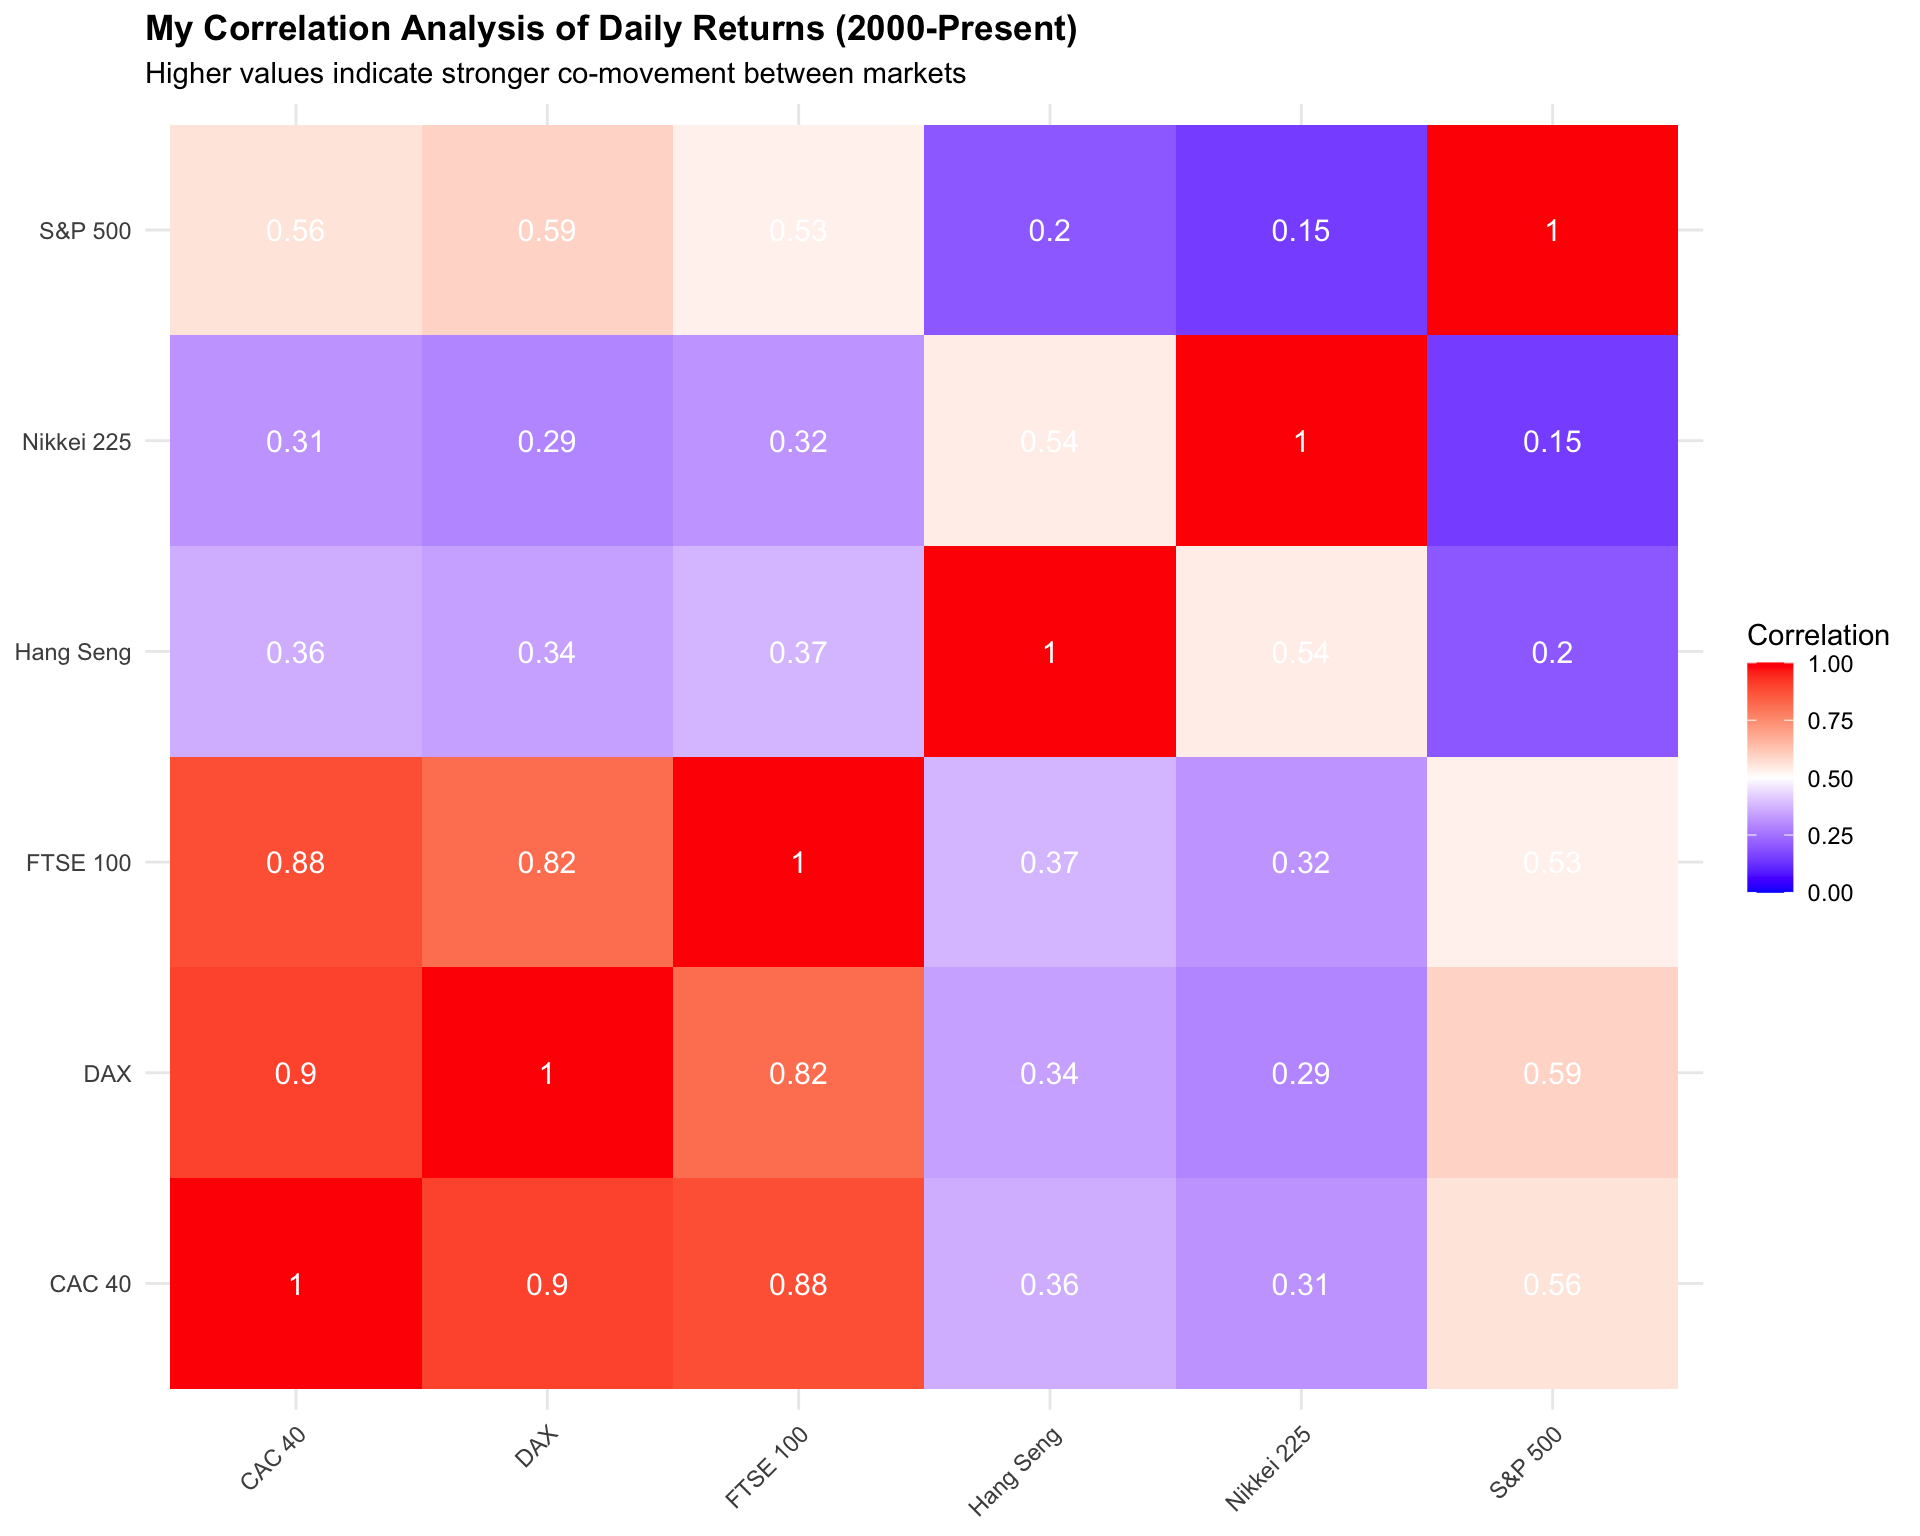 My Correlation Analysis of Daily Returns (2000-Present)
Higher values indicate stronger co-movement between markets
S&P 500 0.56 0.59 0.53 0.2 0.15 1
Nikkei 225 0.31 0.29 0.32 0.54 1 0.15
Hang Seng 0.36 0.34 0.37 1 0.54 0.2
FTSE 100 0.88 0.82 1 0.37 0.32 0.53
DAX 0.9 1 0.82 0.34 0.29 0.59
CAC 40 1 0.9 0.88 0.36 0.31 0.56
CAC 40 DAX FTSE 100 Hang Seng Nikkei 225 S&P 500
Correlation
1.00
0.75
0.50
0.25
0.00